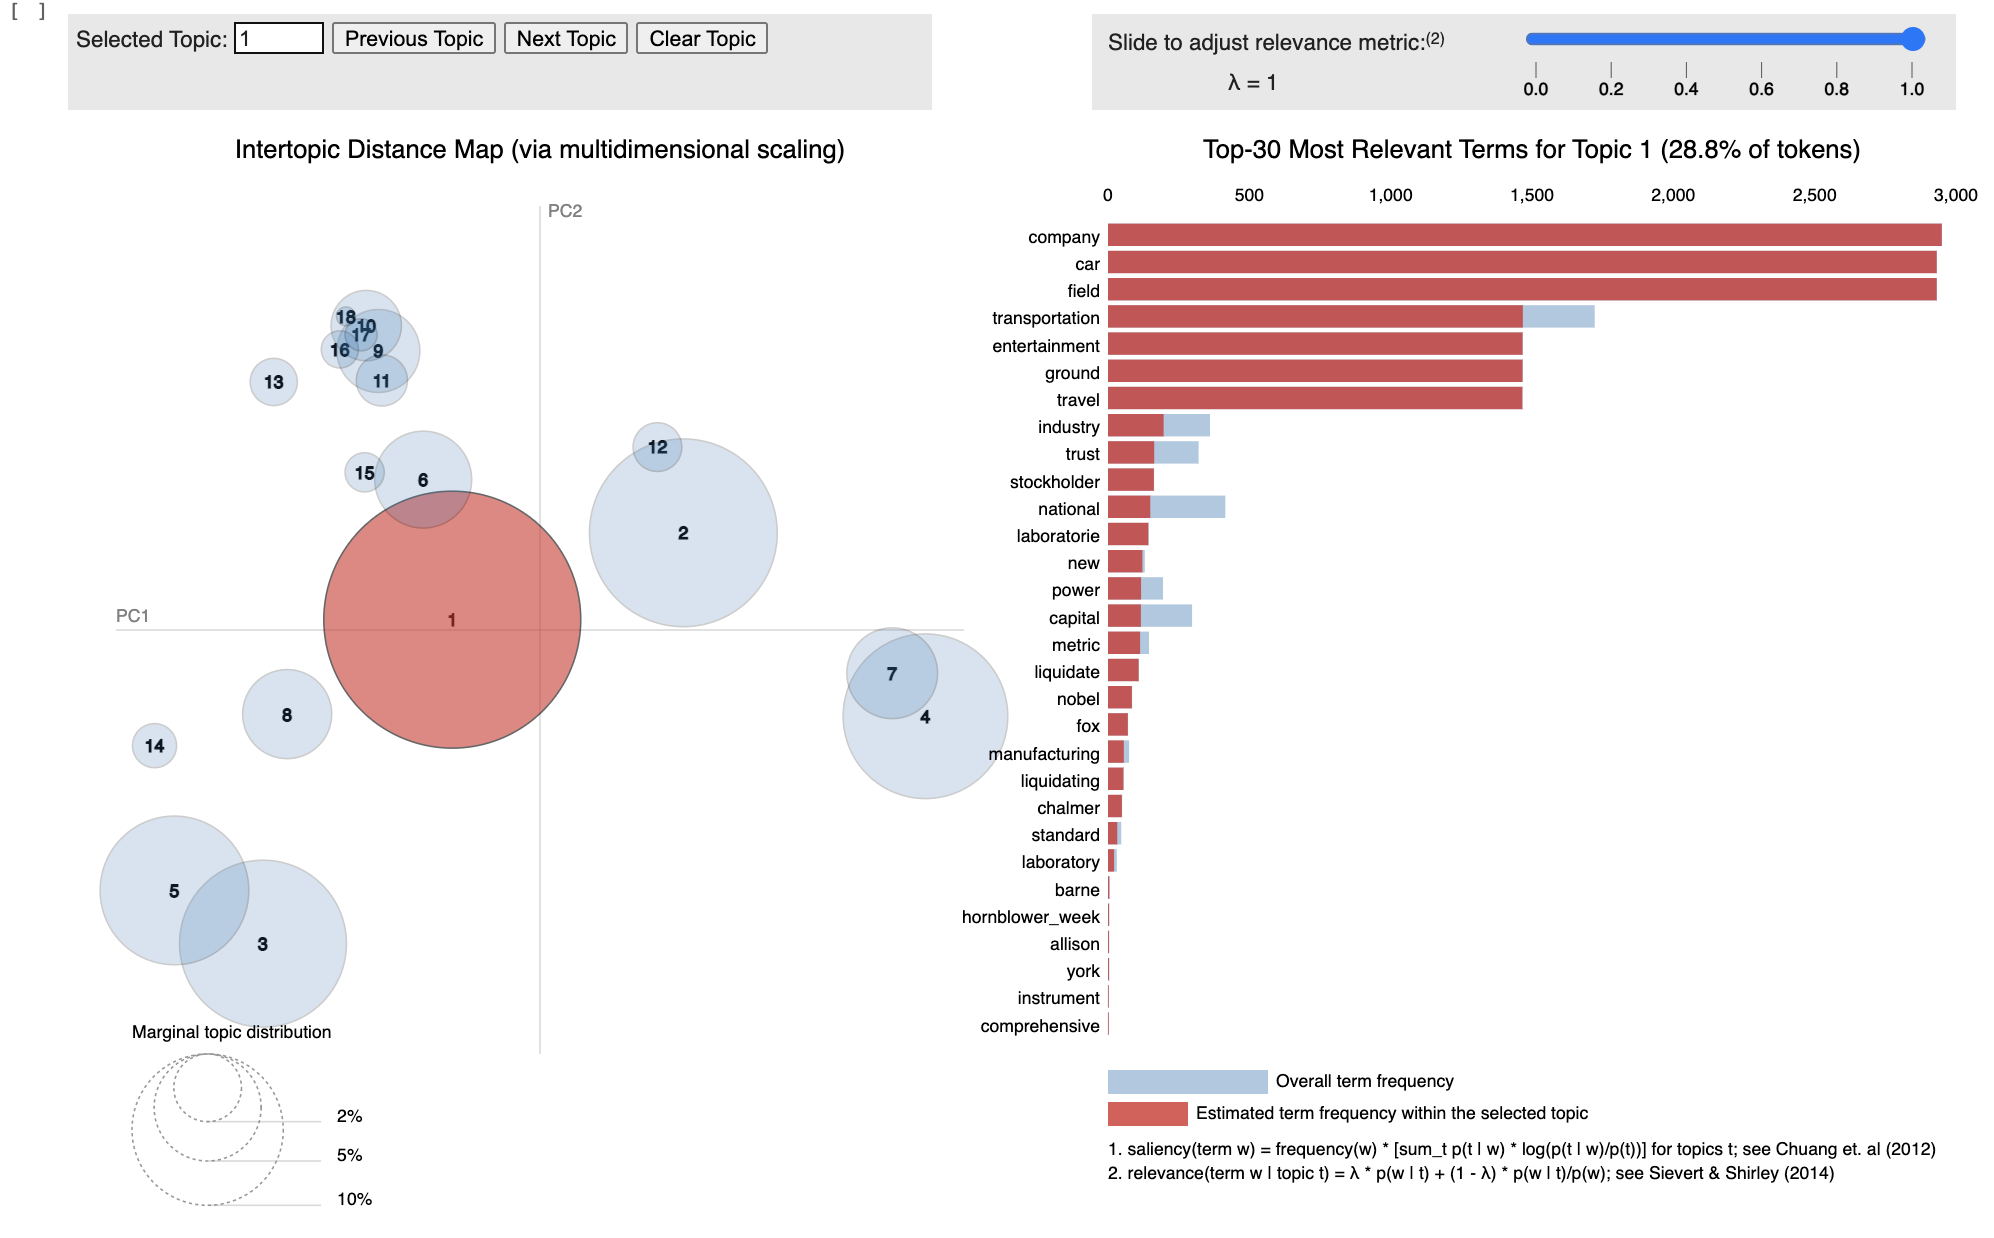 [ ]
Selected Topic: 1 Previous Topic Next Topic Clear Topic
Slide to adjust relevance metric:(2)
λ = 1
0.0 0.2 0.4 0.6 0.8 1.0
Intertopic Distance Map (via multidimensional scaling)
PC2
PC1
18
10
17
16
9
13
11
15
6
12
2
1
7
4
8
14
5
3
Marginal topic distribution
2%
5%
10%
Top-30 Most Relevant Terms for Topic 1 (28.8% of tokens)
0 500 1,000 1,500 2,000 2,500 3,000
company
car
field
transportation
entertainment
ground
travel
industry
trust
stockholder
national
laboratorie
new
power
capital
metric
liquidate
nobel
fox
manufacturing
liquidating
chalmer
standard
laboratory
barne
hornblower_week
allison
york
instrument
comprehensive
Overall term frequency
Estimated term frequency within the selected topic
1. saliency(term w) = frequency(w) * [sum_t p(t | w) * log(p(t | w)/p(t))] for topics t; see Chuang et. al (2012)
2. relevance(term w | topic t) = λ * p(w | t) + (1 - λ) * p(w | t)/p(w); see Sievert & Shirley (2014)